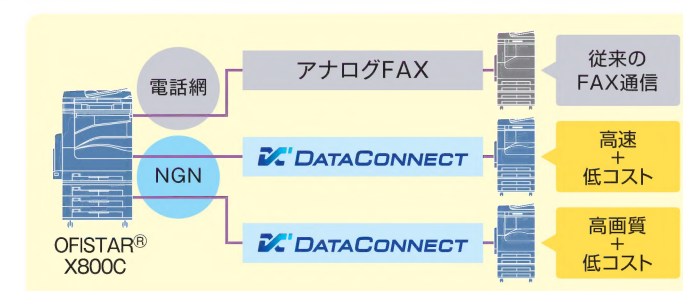 電話網
アナログFAX
従来の
FAX通信
NGN
DATACONNECT
高速
+
低コスト
DATACONNECT
高画質
+
低コスト
OFISTAR®
X800C